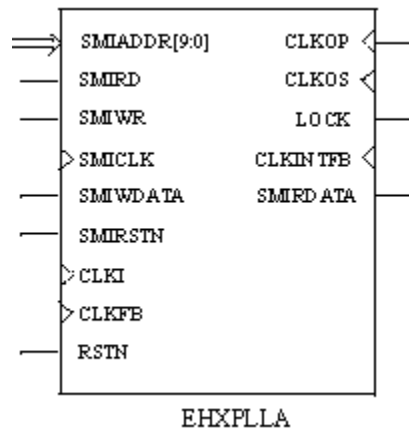 SMIADDR[9:0] CLKOP
SMIRD CLKOS
SMIWR LOCK
SMICLK CLKINTFB
SMIWDATA SMIRDATA
SMIRSTN
CLKI
CLKFB
RSTN
EHXPLLA